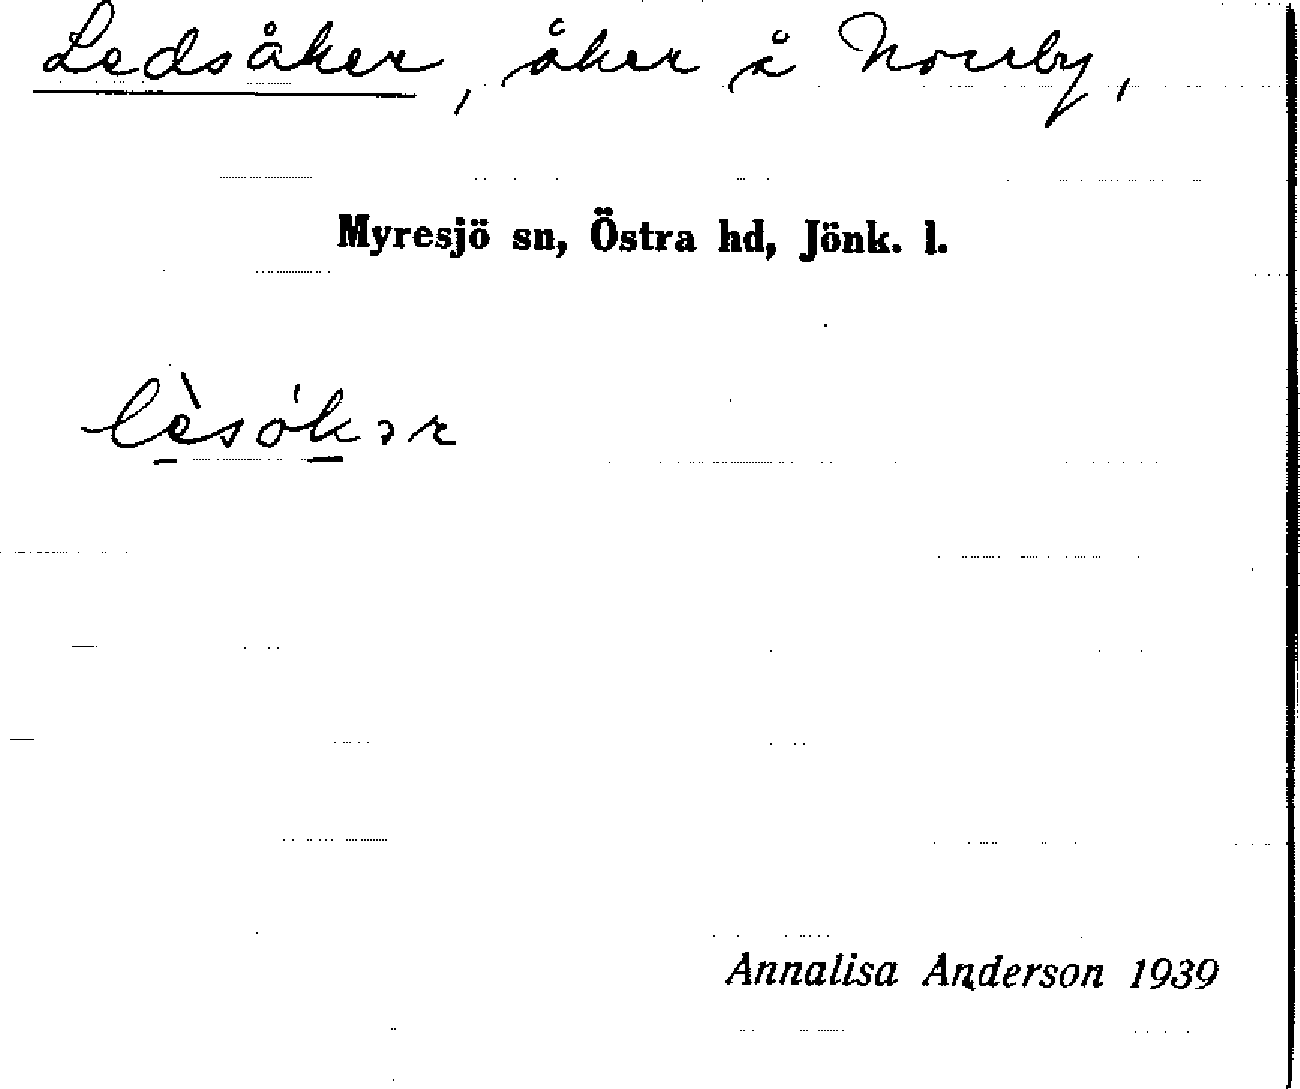 Ledsåker, åker å Norrby,
Myresjö sn, Östra hd, Jönk. l.
lèsókər
Annalisa Anderson 1939